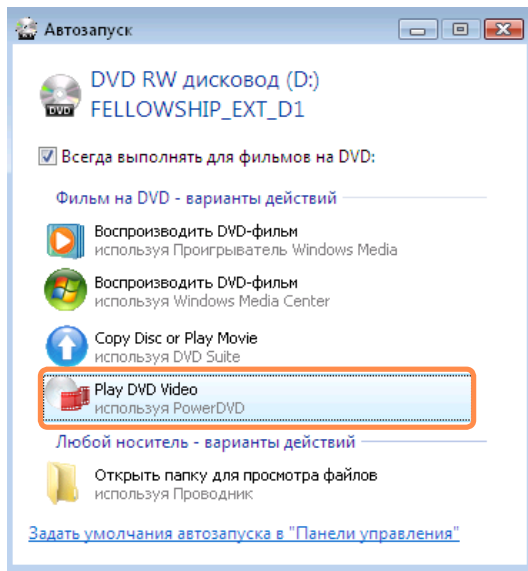 Автозапуск
DVD RW дисковод (D:)
FELLOWSHIP_EXT_D1
DVD
Всегда выполнять для фильмов на DVD:
Фильм на DVD - варианты действий
Воспроизводить DVD-фильм
используя Проигрыватель Windows Media
Воспроизводить DVD-фильм
используя Windows Media Center
Copy Disc or Play Movie
используя DVD Suite
Play DVD Video
используя PowerDVD
Любой носитель - варианты действий
Открыть папку для просмотра файлов
используя Проводник
Задать умолчания автозапуска в "Панели управления"